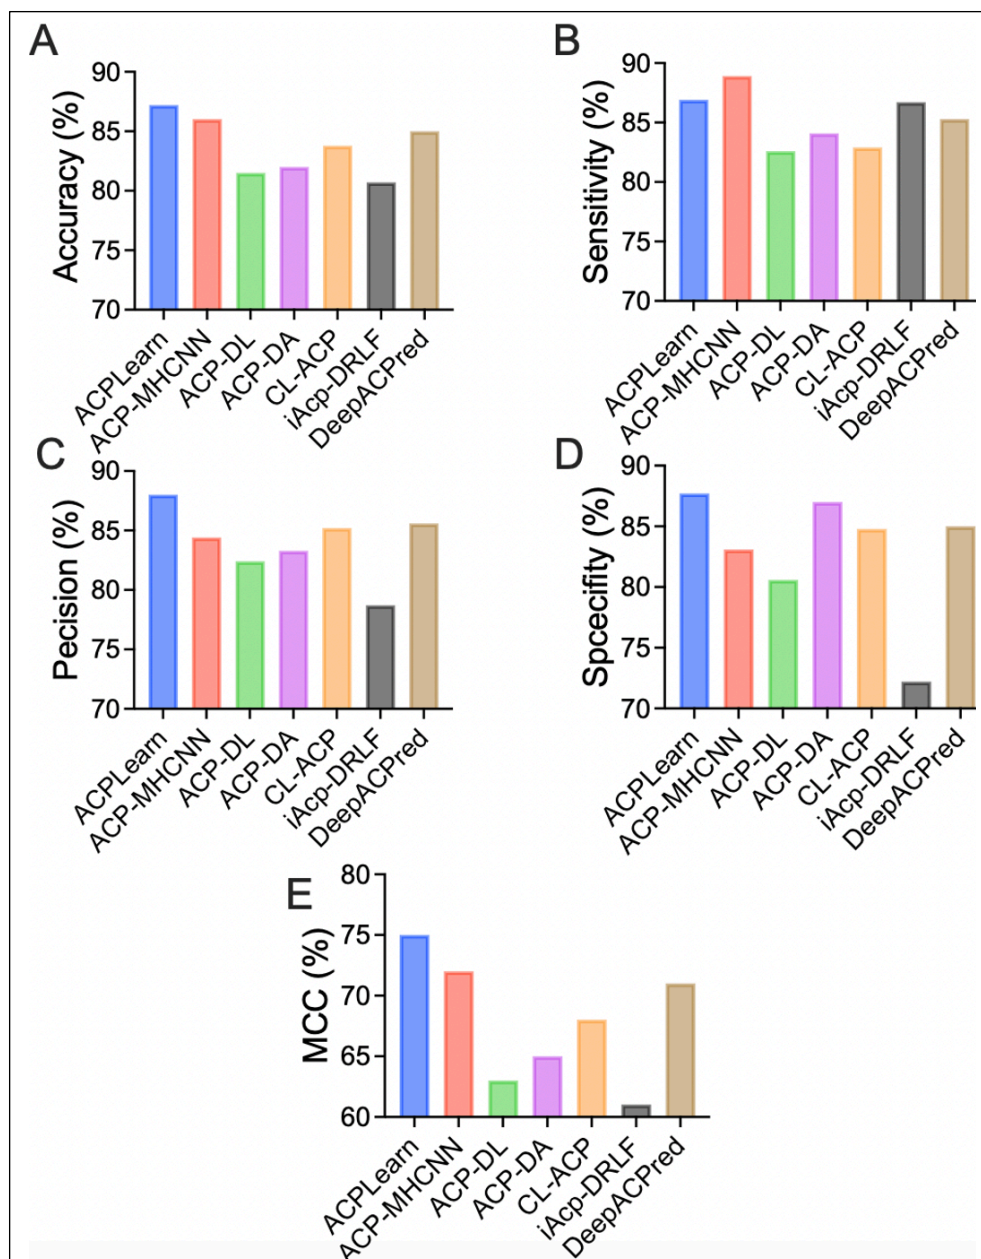 A
Accuracy (%)
90
85
80
75
70
ACPLearn
ACP-MHCNN
ACP-DL
ACP-DA
CL-ACP
iAcp-DRLF
DeepACPred
B
Sensitivity (%)
90
85
80
75
70
ACPLearn
ACP-MHCNN
ACP-DL
ACP-DA
CL-ACP
iAcp-DRLF
DeepACPred
C
Pecision (%)
90
85
80
75
70
ACPLearn
ACP-MHCNN
ACP-DL
ACP-DA
CL-ACP
iAcp-DRLF
DeepACPred
D
Spcecifity (%)
90
85
80
75
70
ACPLearn
ACP-MHCNN
ACP-DL
ACP-DA
CL-ACP
iAcp-DRLF
DeepACPred
E
MCC (%)
80
75
70
65
60
ACPLearn
ACP-MHCNN
ACP-DL
ACP-DA
CL-ACP
iAcp-DRLF
DeepACPred